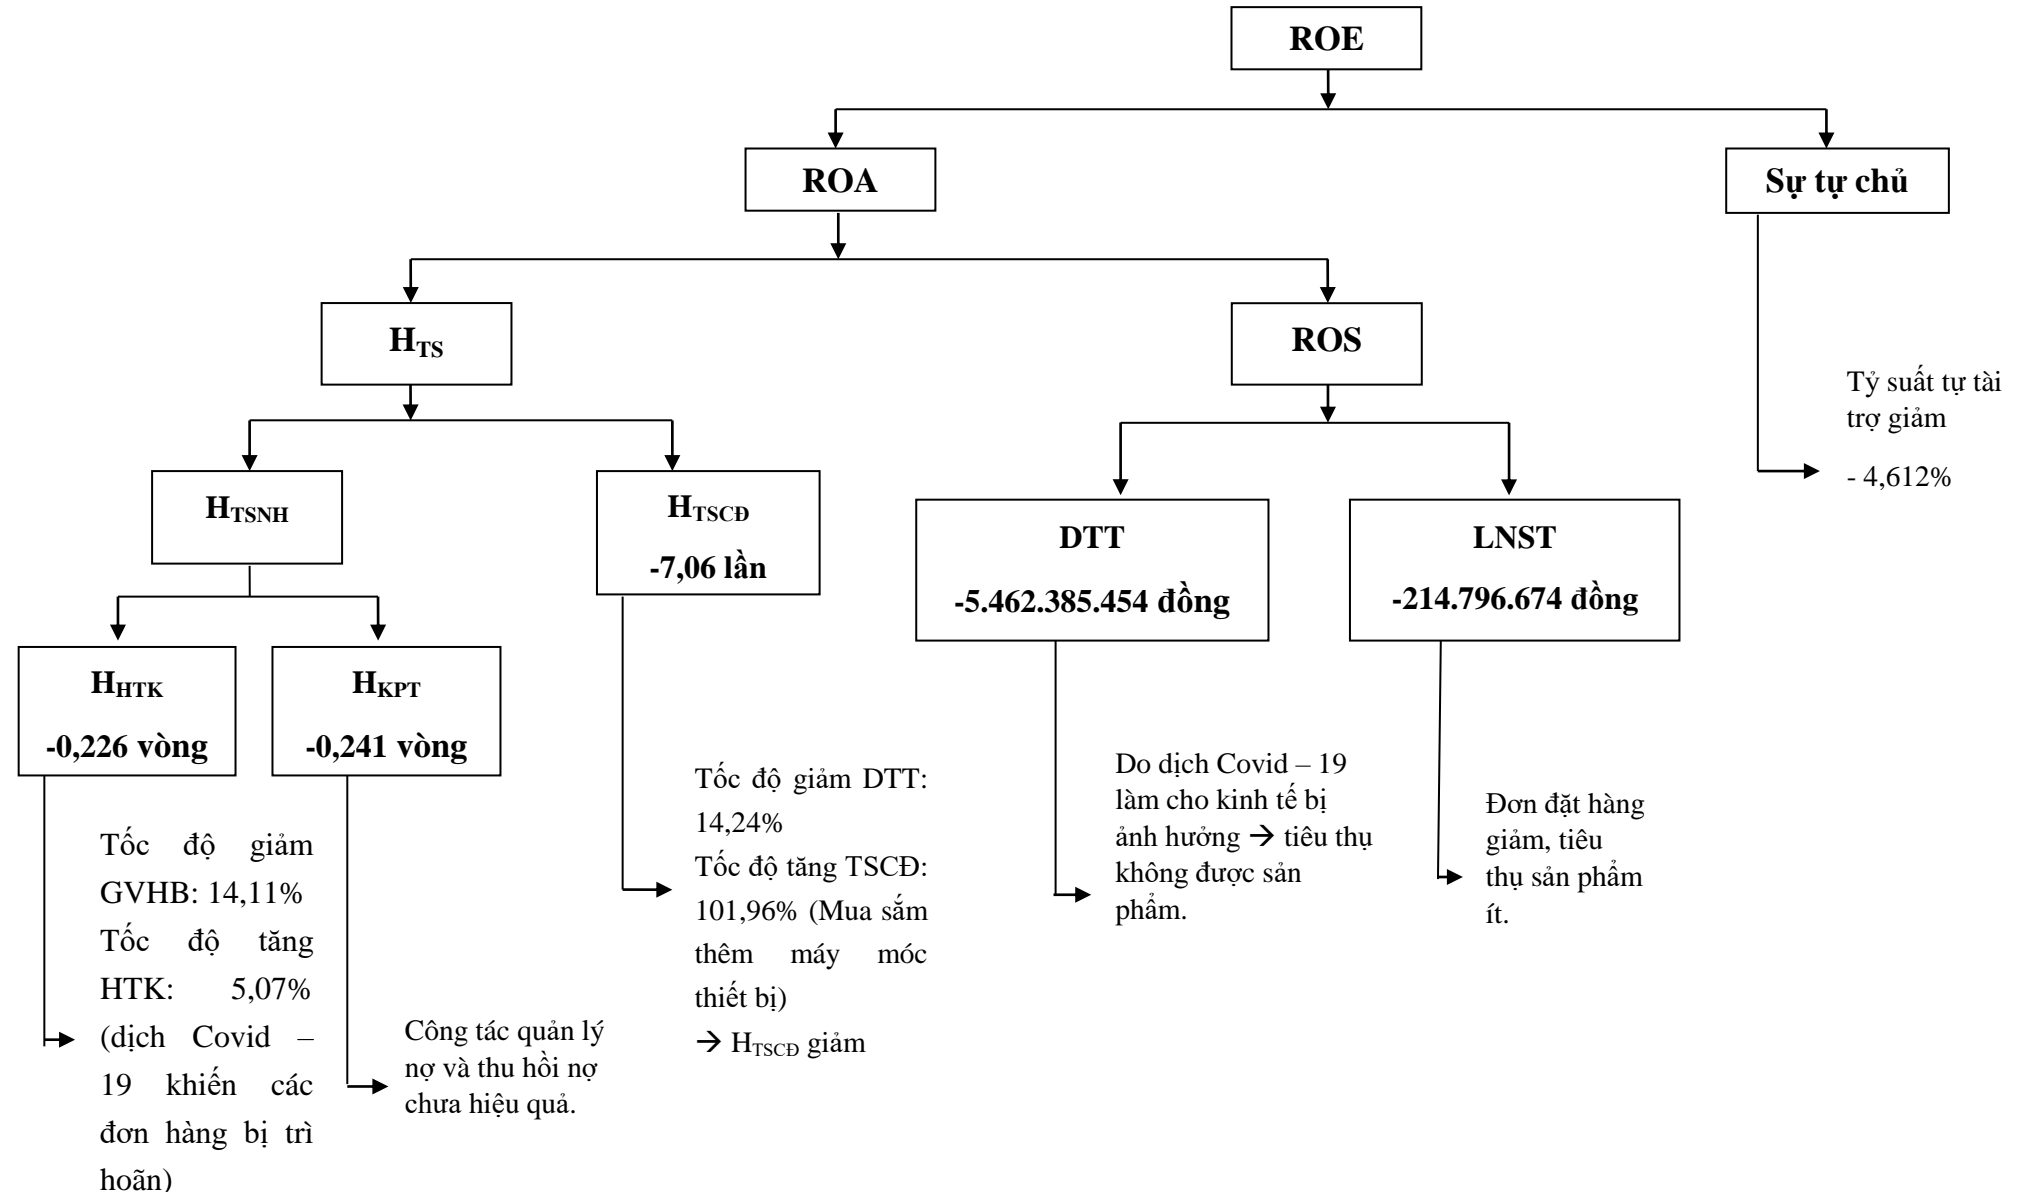 ROE
ROA
Sự tự chủ
H_TS
ROS
Tỷ suất tự tài
trợ giảm
- 4,612%
H_TSNH
H_TSCĐ
-7,06 lần
DTT
-5.462.385.454 đồng
LNST
-214.796.674 đồng
H_HTK
-0,226 vòng
H_KPT
-0,241 vòng
Tốc độ giảm
GVHB: 14,11%
Tốc độ tăng
HTK: 5,07%
(dịch Covid –
19 khiến các
đơn hàng bị trì
hoãn)
Công tác quản lý
nợ và thu hồi nợ
chưa hiệu quả.
Tốc độ giảm DTT:
14,24%
Tốc độ tăng TSCĐ:
101,96% (Mua sắm
thêm máy móc
thiết bị)
→ H_TSCĐ giảm
Do dịch Covid – 19
làm cho kinh tế bị
ảnh hưởng → tiêu thụ
không được sản
phẩm.
Đơn đặt hàng
giảm, tiêu
thụ sản phẩm
ít.